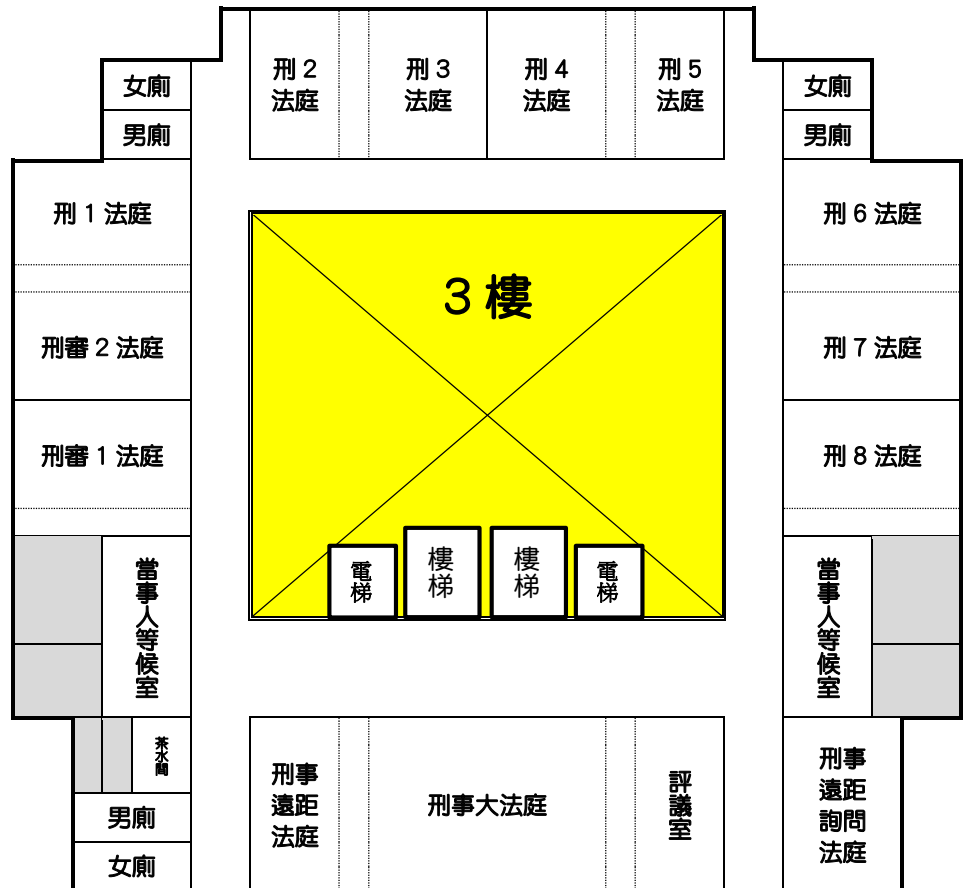 女廁
男廁
刑 2
法庭
刑 3
法庭
刑 4
法庭
刑 5
法庭
女廁
男廁
刑 1 法庭
刑審 2 法庭
刑審 1 法庭
3 樓
刑 6 法庭
刑 7 法庭
刑 8 法庭
電梯
樓梯
樓梯
電梯
當事人等候室
當事人等候室
茶水間
男廁
女廁
刑事
遠距
法庭
刑事大法庭
評議室
刑事
遠距
詢問
法庭